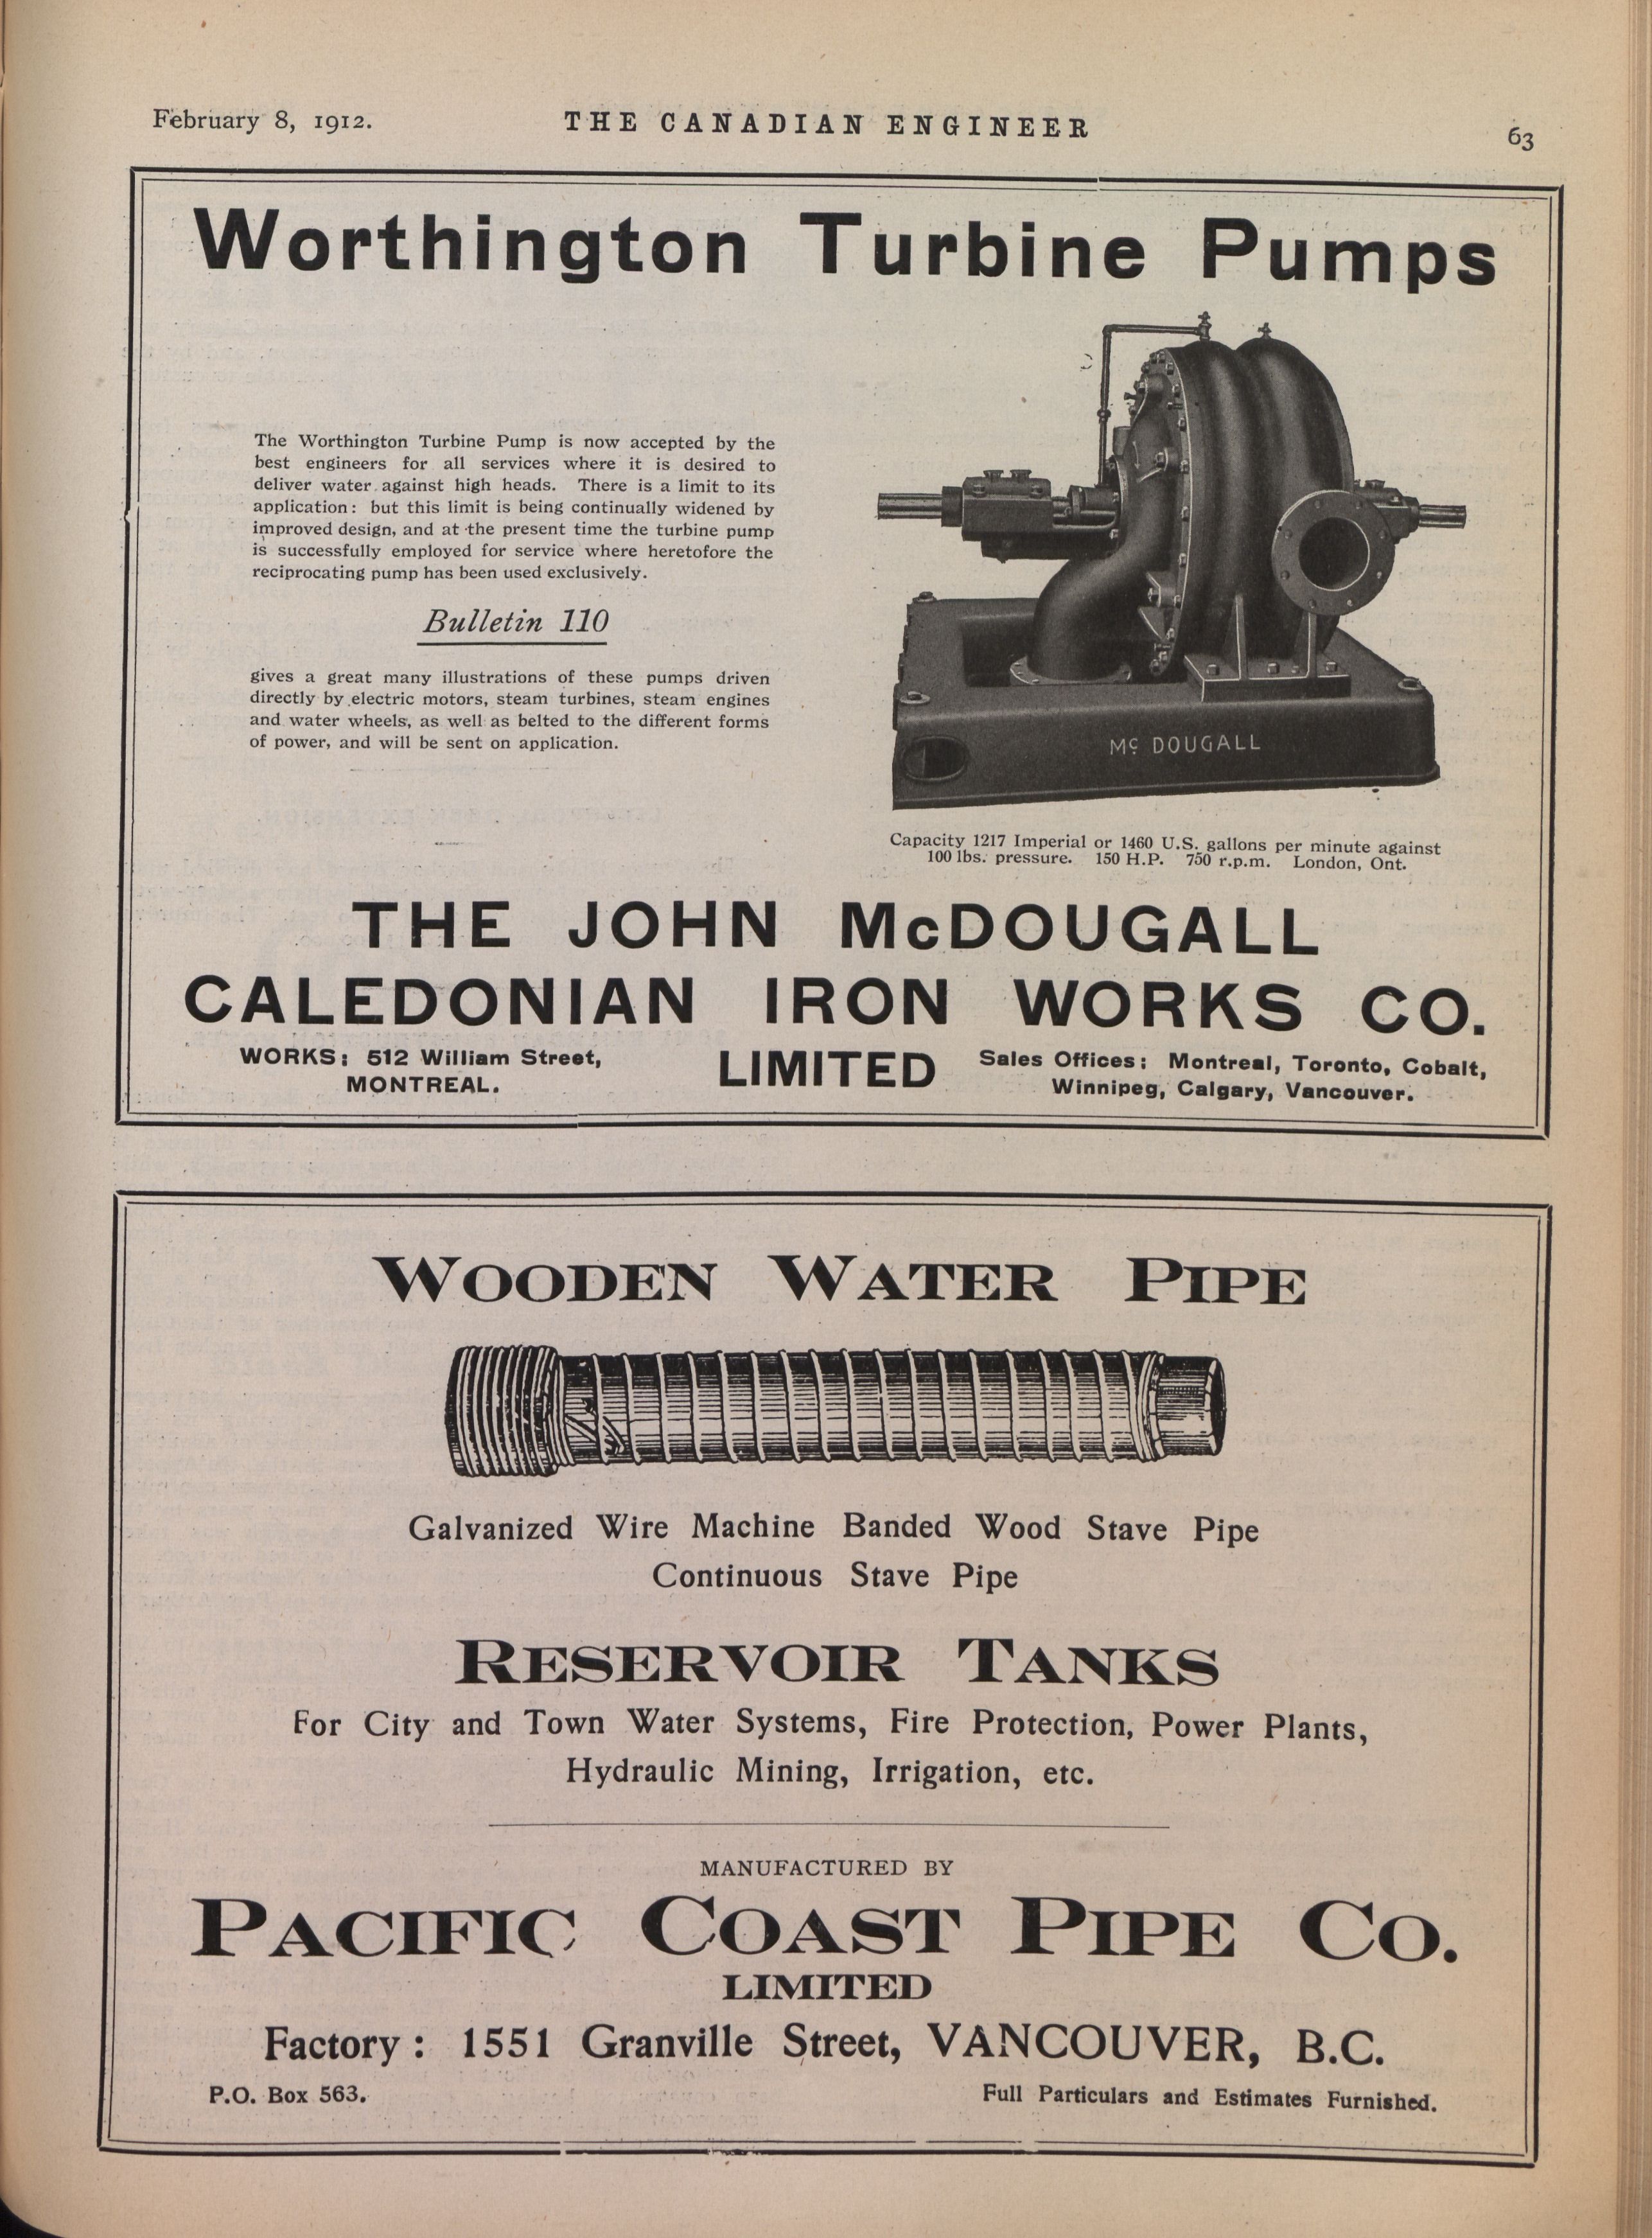 February 8, 1912.
THE CANADIAN ENGINEER
63
Worthington Turbine Pumps
The Worthington Turbine Pump is now accepted by the
best engineers for all services where it is desired to
deliver water against high heads. There is a limit to its
application: but this limit is being continually widened by
improved design, and at the present time the turbine pump
is successfully employed for service where heretofore the
reciprocating pump has been used exclusively.
Bulletin 110
gives a great many illustrations of these pumps driven
directly by electric motors, steam turbines, steam engines
and water wheels, as well as belted to the different forms
of power, and will be sent on application.
Mc DOUGALL
Capacity 1217 Imperial or 1460 U.S. gallons per minute against
100 lbs. pressure. 150 H.P. 750 r.p.m. London, Ont.
THE JOHN McDOUGALL
CALEDONIAN IRON WORKS CO.
LIMITED
WORKS: 512 William Street,
MONTREAL.
Sales Offices: Montreal, Toronto, Cobalt,
Winnipeg, Calgary, Vancouver.
WOODEN WATER PIPE
Galvanized Wire Machine Banded Wood Stave Pipe
Continuous Stave Pipe
RESERVOIR TANKS
For City and Town Water Systems, Fire Protection, Power Plants,
Hydraulic Mining, Irrigation, etc.
MANUFACTURED BY
PACIFIC COAST PIPE CO.
LIMITED
Factory: 1551 Granville Street, VANCOUVER, B.C.
P.O. Box 563.
Full Particulars and Estimates Furnished.